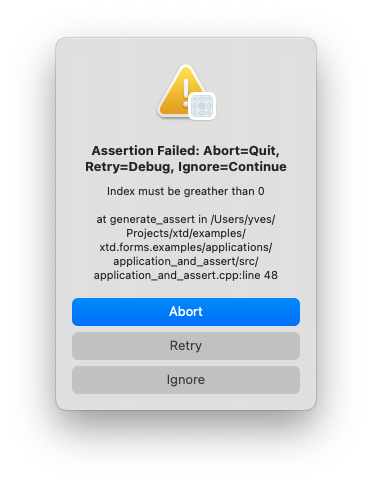 Assertion Failed: Abort=Quit,
Retry=Debug, Ignore=Continue
Index must be greather than 0
at generate_assert in /Users/yves/
Projects/xtd/examples/
xtd.forms.examples/applications/
application_and_assert/src/
application_and_assert.cpp:line 48
Abort
Retry
Ignore